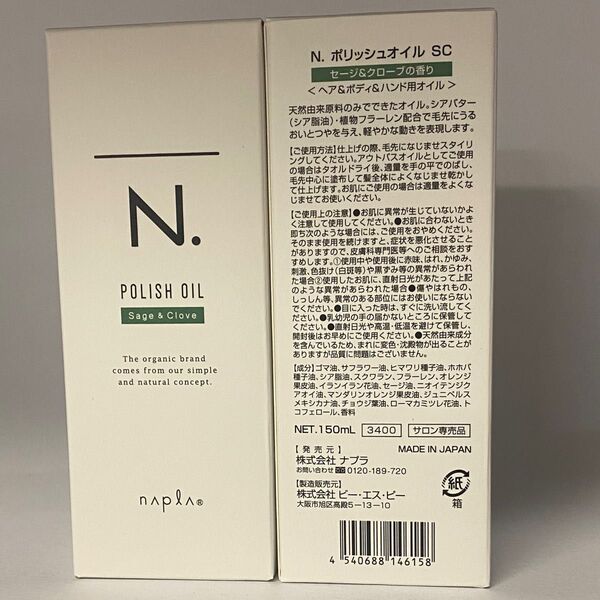 N.
POLISH OIL
Sage & Clove
The organic brand
comes from our simple
and natural concept.
napla®
N. ポリッシュオイル SC
セージ&クローブの香り
＜ ヘア&ボディ&ハンド用オイル ＞
天然由来原料のみでできたオイル。シアバター
(シア脂油)・植物フラーレン配合で毛先にうる
おいとつやを与え、軽やかな動きを表現します。
【ご使用方法】仕上げの際、毛先になじませスタイリ
ングしてください。アウトバスオイルとしてご使用
の場合はタオルドライ後、適量を手の平でのばし、
毛先中心に塗布して髪全体によくなじませ乾かし
て仕上げます。お肌にご使用の場合は適量をよくな
じませてお使いください。
【ご使用上の注意】●お肌に異常が生じていないかよ
く注意して使用してください。●お肌に合わないとき
即ち次のような場合には、ご使用をおやめください。
そのまま使用を続けますと、症状を悪化させること
がありますので、皮膚科専門医等へのご相談をおす
すめします。①使用中や使用後に赤味、はれ、かゆみ、
刺激、色抜け(白斑等)や黒ずみ等の異常があらわれ
た場合②使用したお肌に、直射日光があたって上記
のような異常があらわれた場合●傷やはれもの、
しっしん等、異常のある部位にはお使いにならない
でください。●目に入った時は、すぐに洗い流してく
ださい。●乳幼児の手の届かないところに保管して
ください。●直射日光や高温・低温を避けて保管し、
開封後はお早めにご使用ください。●天然由来成分
を含んでいるため、まれに変色・沈殿物が出ることが
ありますが品質に問題はございません。
【成分】ゴマ油、サフラワー油、ヒマワリ種子油、ホホバ
種子油、シア脂油、スクワラン、フラーレン、オレンジ
果皮油、イランイラン花油、セージ油、ニオイテンジク
アオイ油、マンダリンオレンジ果皮油、ジュニペルス
メキシカナ油、チョウジ葉油、ローマカミツレ花油、ト
コフェロール、香料
NET.150mL 3400 サロン専売品
[ 発 売 元 ] MADE IN JAPAN
株式会社 ナプラ
お問い合わせ 0120-189-720
【製造販売元】
株式会社 ビー・エス・ピー
大阪市旭区高殿5-13-10
紙
箱
4 540688 146158